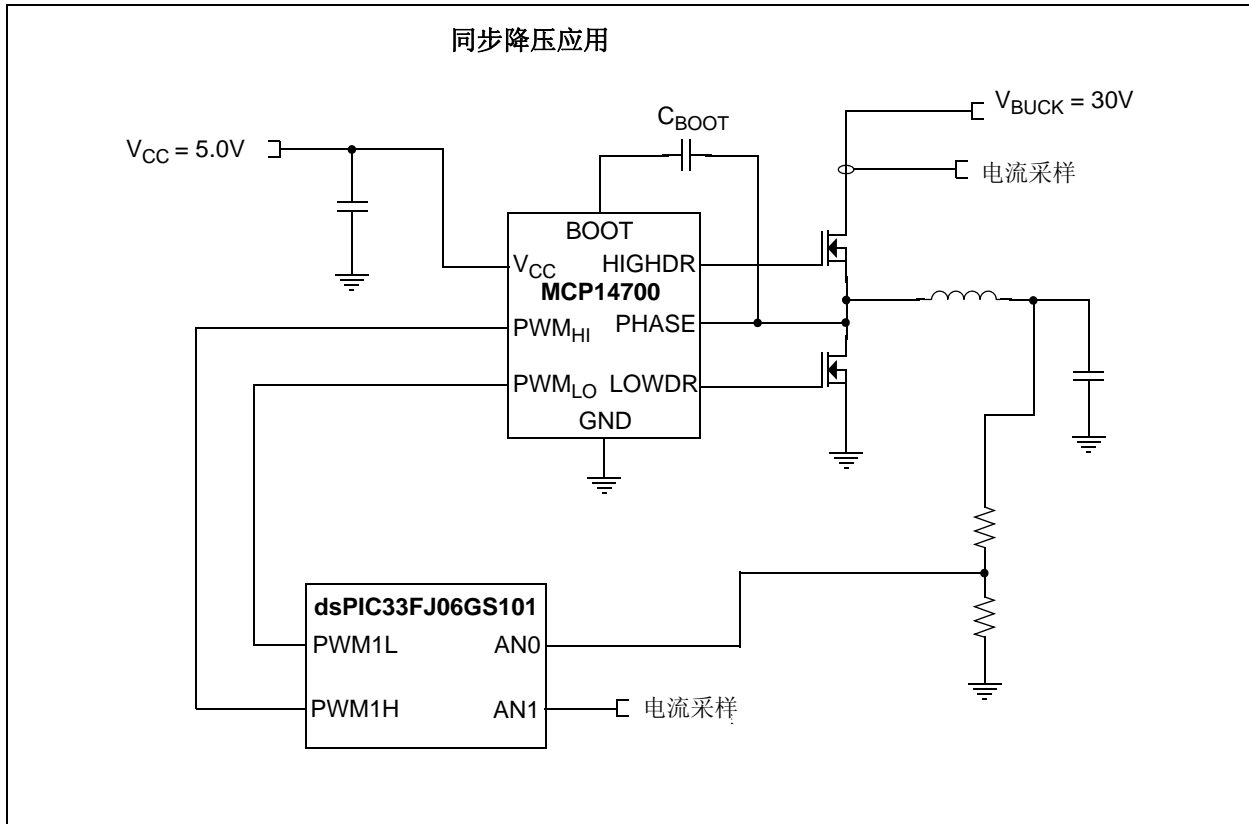 同步降压应用
V_BUCK = 30V
C_BOOT
V_CC = 5.0V
电流采样
BOOT
V_CC
HIGHDR
MCP14700
PWM_HI
PHASE
PWM_LO
LOWDR
GND
dsPIC33FJ06GS101
PWM1L
AN0
PWM1H
AN1
电流采样